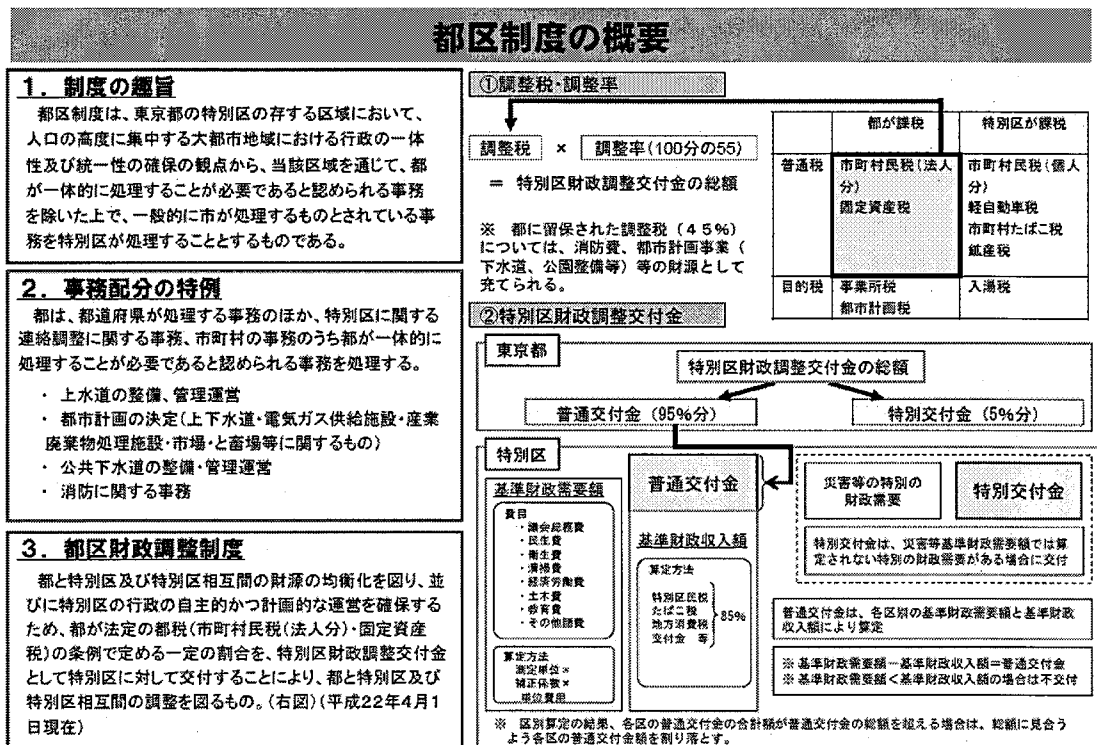 都区制度の概要
1. 制度の趣旨
都区制度は、東京都の特別区の存する区域において、
人口の高度に集中する大都市地域における行政の一体
性及び統一性の確保の観点から、当該区域を通じて、都
が一体的に処理することが必要であると認められる事務
を除いた上で、一般的に市が処理するものとされている事
務を特別区が処理することとするものである。
2. 事務配分の特例
都は、都道府県が処理する事務のほか、特別区に関する
連絡調整に関する事務、市町村の事務のうち都が一体的に
処理することが必要であると認められる事務を処理する。
・ 上水道の整備、管理運営
・ 都市計画の決定(上下水道・電気ガス供給施設・産業
廃棄物処理施設・市場・と畜場等に関するもの)
・ 公共下水道の整備・管理運営
・ 消防に関する事務
3. 都区財政調整制度
都と特別区及び特別区相互間の財源の均衡化を図り、並
びに特別区の行政の自主的かつ計画的な運営を確保する
ため、都が法定の都税(市町村民税(法人分)・固定資産
税)の条例で定める一定の割合を、特別区財政調整交付金
として特別区に対して交付することにより、都と特別区及び
特別区相互間の調整を図るもの。(右図)(平成22年4月1
日現在)
①調整税・調整率
調整税 × 調整率(100分の55)
= 特別区財政調整交付金の総額
※ 都に留保された調整税(45%)
については、消防費、都市計画事業(
下水道、公園整備等)等の財源として
充てられる。
都が課税 特別区が課税
普通税 市町村民税(法人 市町村民税(個人
分) 分)
固定資産税 軽自動車税
市町村たばこ税
鉱産税
目的税 事業所税 入湯税
都市計画税
②特別区財政調整交付金
東京都
特別区財政調整交付金の総額
普通交付金(95%分) 特別交付金(5%分)
特別区
基準財政需要額
費目
・議会総務費
・民生費
・衛生費
・清掃費
・経済労働費
・土木費
・教育費
・その他諸費
算定方法
測定単位×
補正係数×
単位費用
普通交付金
基準財政収入額
算定方法
特別区民税
たばこ税
地方消費税
交付金 等
85%
災害等の特別の
財政需要
特別交付金
特別交付金は、災害等基準財政需要額では算
定されない特別の財政需要がある場合に交付
普通交付金は、各区別の基準財政需要額と基準財政
収入額により算定
※ 基準財政需要額−基準財政収入額=普通交付金
※ 基準財政需要額<基準財政収入額の場合は不交付
※ 区別算定の結果、各区の普通交付金の合計額が普通交付金の総額を超える場合は、総額に見合う
よう各区の普通交付金額を割り落とす。